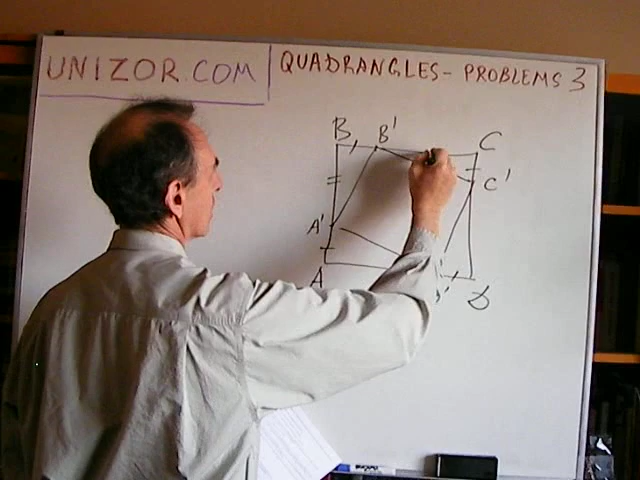 UNIZOR.COM
QUADRANGLES - PROBLEMS 3
B B' C
C'
A'
A D